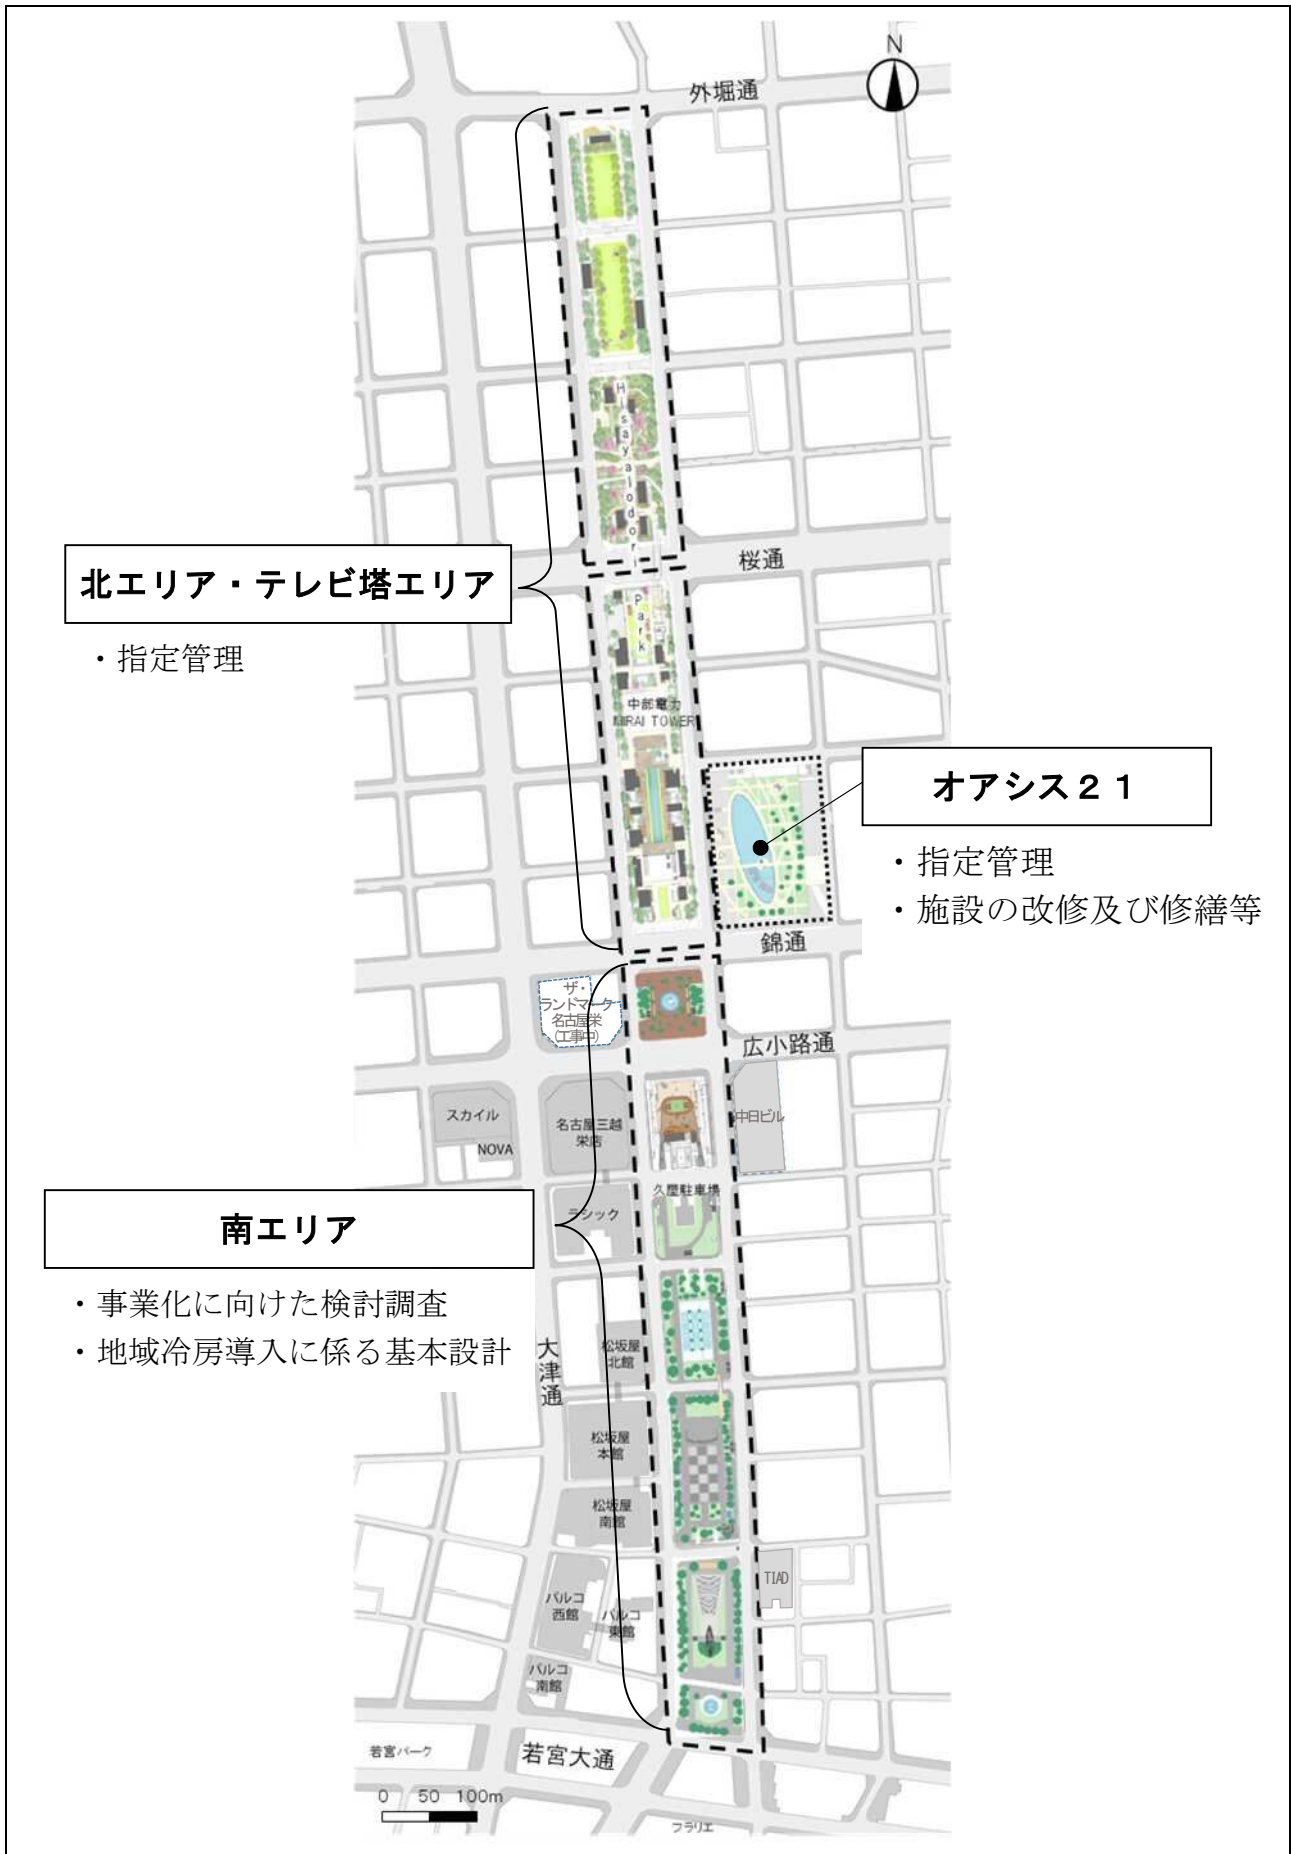 N
外堀通
Hisayaiodori
桜通
北エリア・テレビ塔エリア
・指定管理
Park
中部電力
MIRAI TOWER
オアシス２１
・指定管理
・施設の改修及び修繕等
錦通
ザ・
ランドマーク
名古屋栄
(工事中)
広小路通
スカイル
NOVA
名古屋三越
栄店
中日ビル
久屋駐車場
ラシック
南エリア
・事業化に向けた検討調査
・地域冷房導入に係る基本設計
大津通
松坂屋
北館
松坂屋
本館
松坂屋
南館
TIAD
パルコ
西館
パルコ
東館
パルコ
南館
若宮パーク
若宮大通
0 50 100m
フラリエ